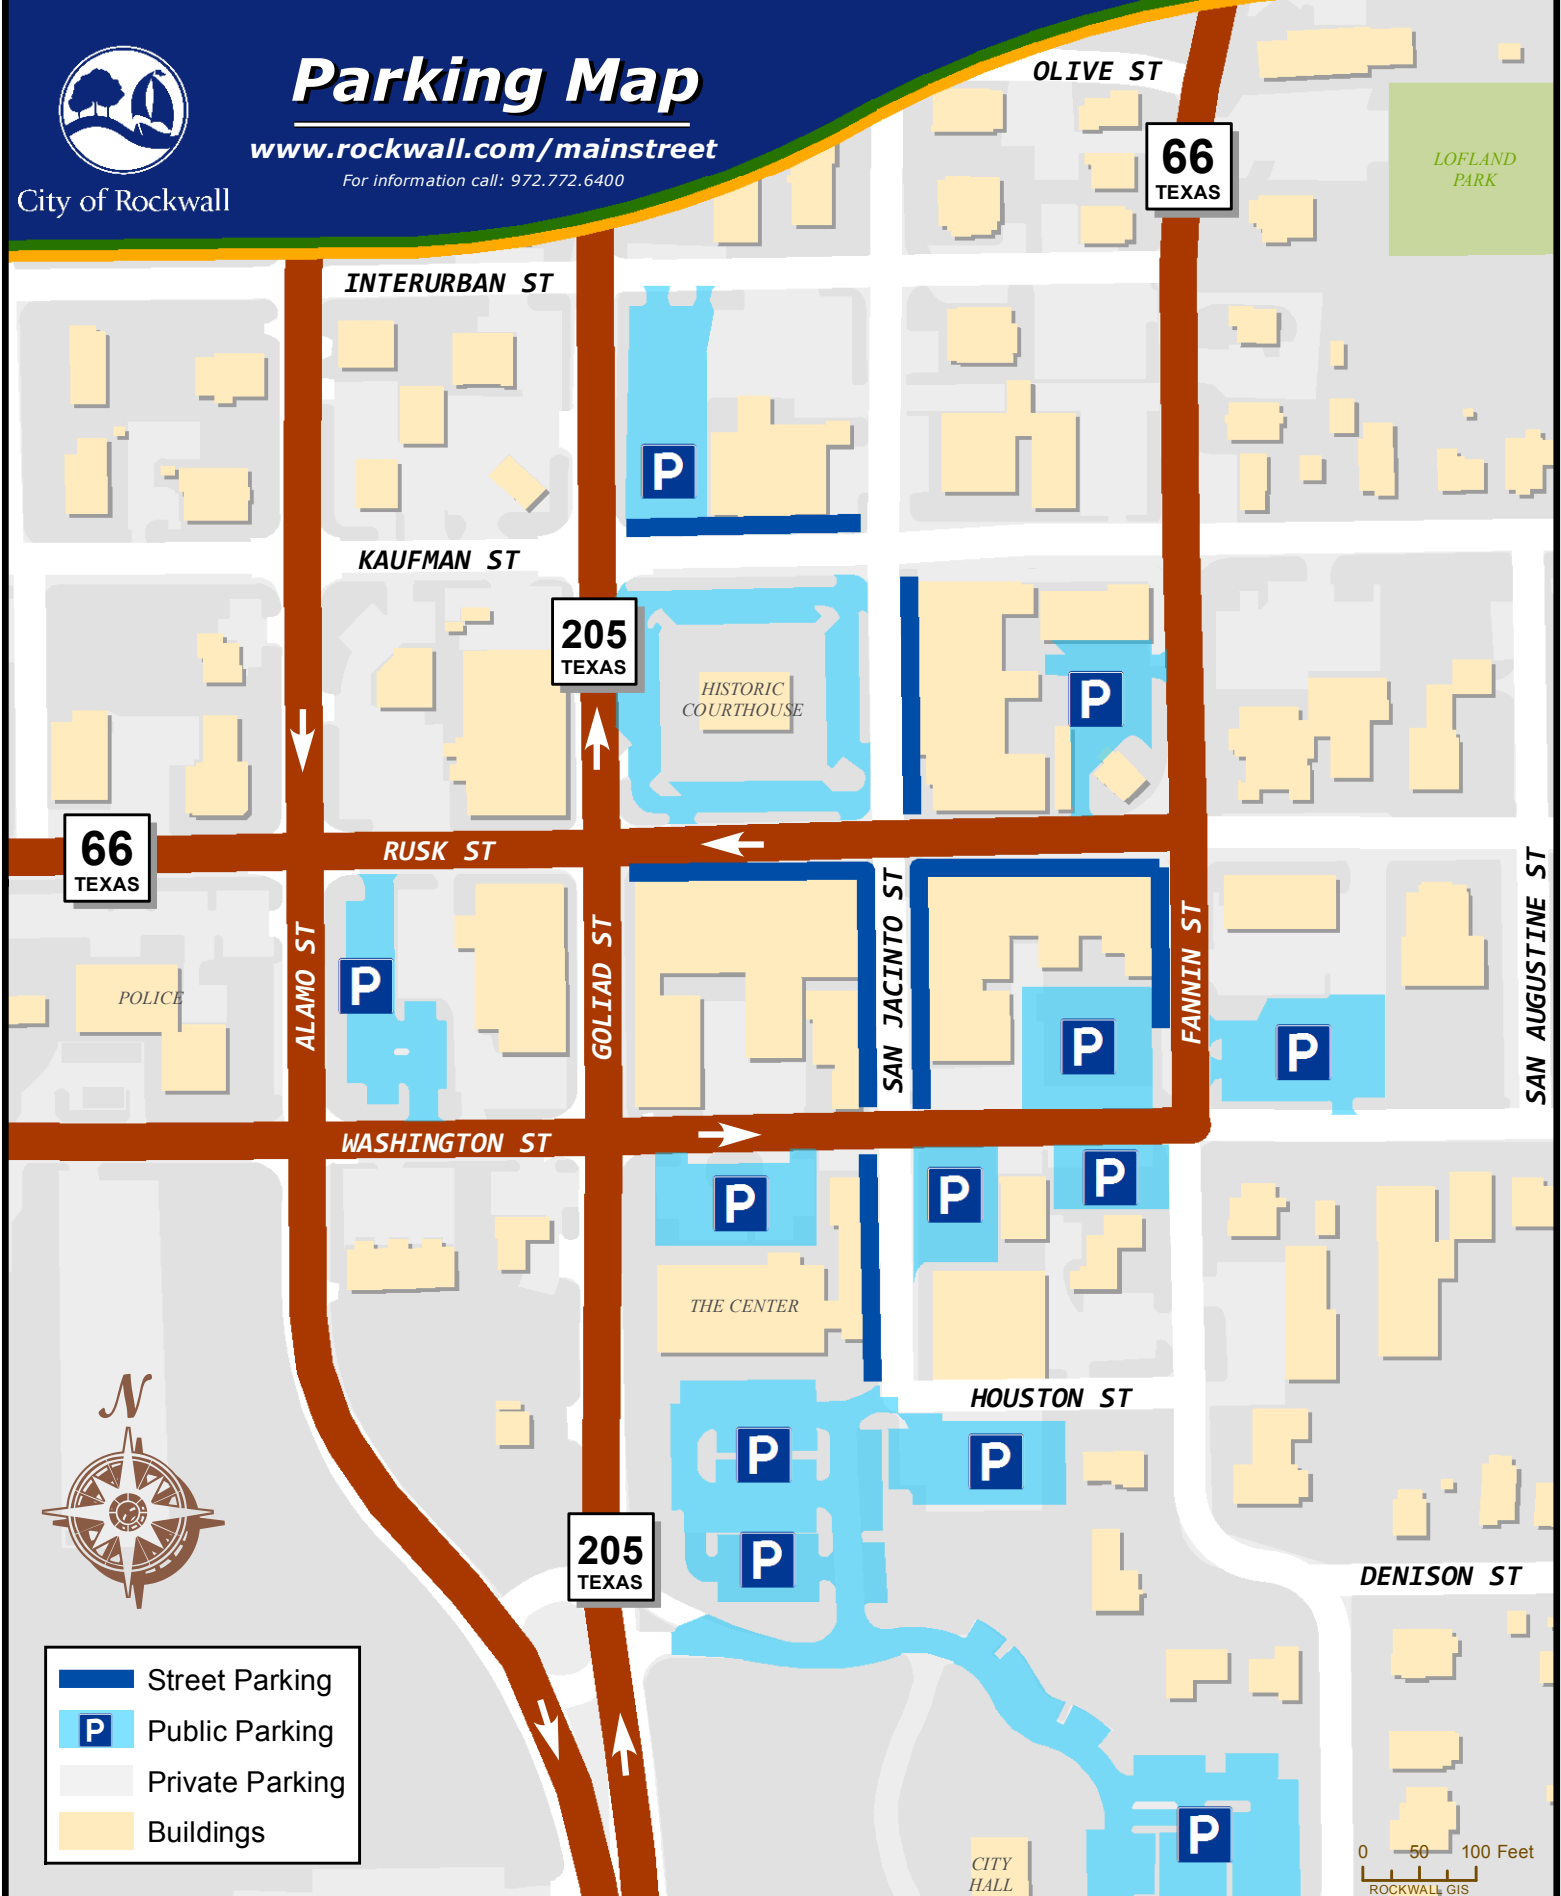 Parking Map
www.rockwall.com/mainstreet
For information call: 972.772.6400
City of Rockwall
OLIVE ST
66
TEXAS
LOFLAND
PARK
INTERURBAN ST
P
KAUFMAN ST
205
TEXAS
HISTORIC
COURTHOUSE
P
66
TEXAS
RUSK ST
SAN AUGUSTINE ST
SAN JACINTO ST
FANNIN ST
GOLIAD ST
ALAMO ST
POLICE
P
P
P
WASHINGTON ST
P
P
P
THE CENTER
N
HOUSTON ST
P
P
205
TEXAS
P
DENISON ST
Street Parking
P
Public Parking
Private Parking
Buildings
P
CITY
HALL
0 50 100 Feet
ROCKWALL GIS